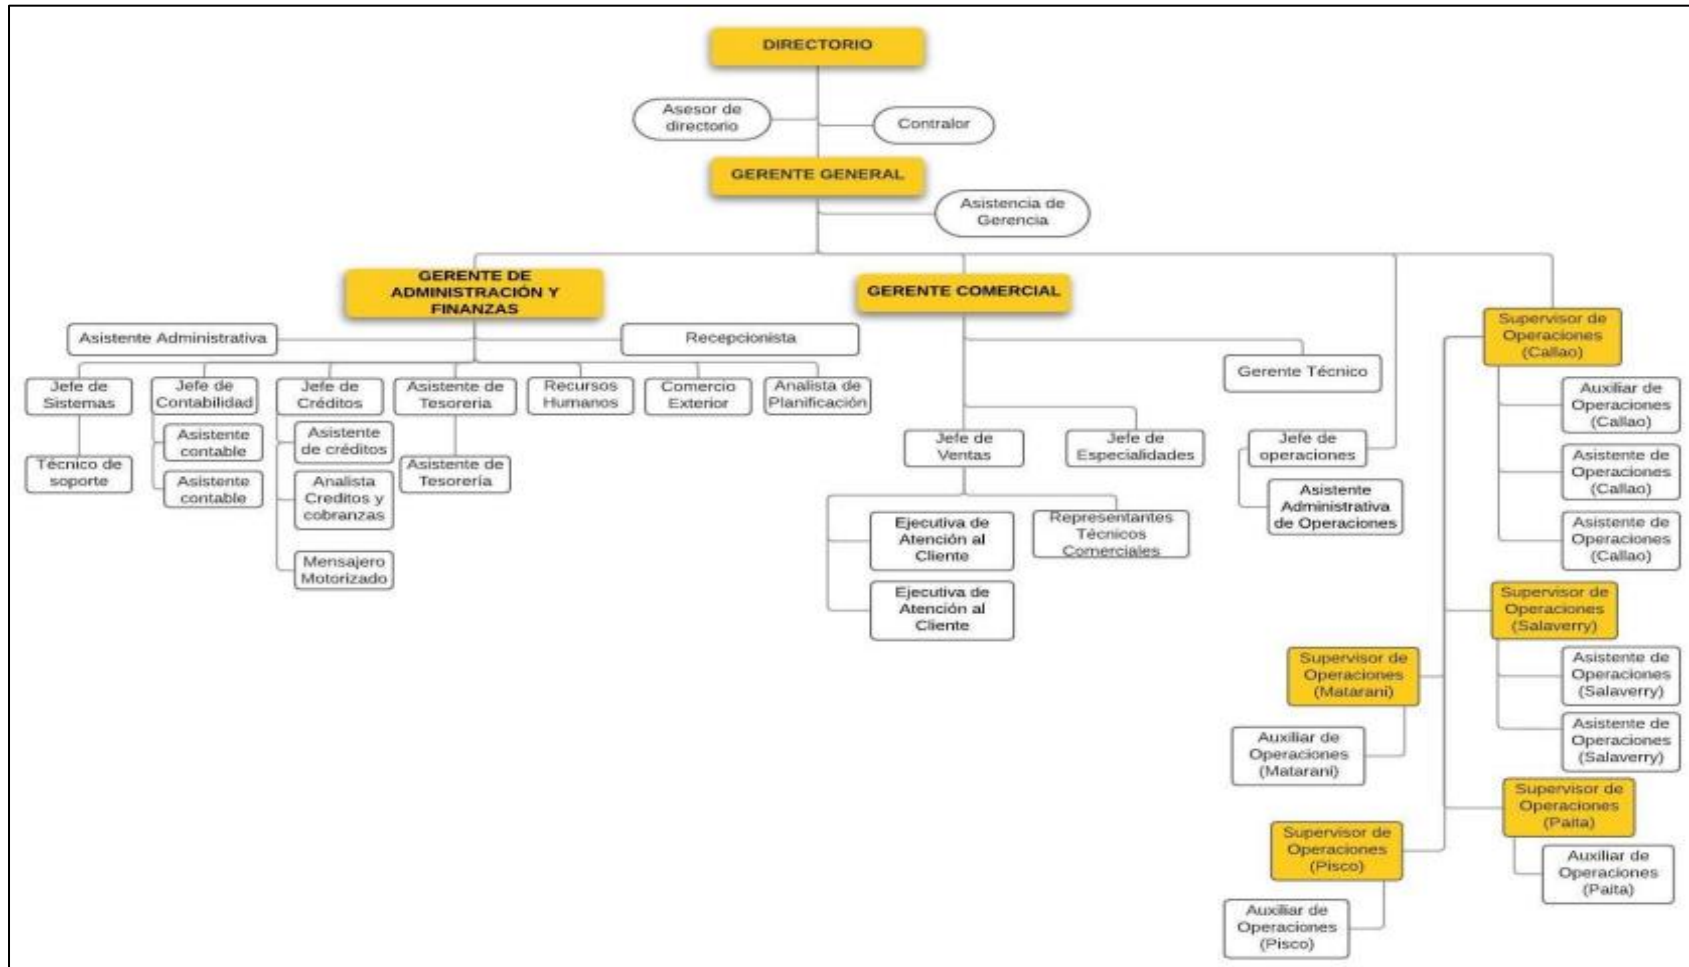 DIRECTORIO
Asesor de
directorio
Contralor
GERENTE GENERAL
Asistencia de
Gerencia
GERENTE DE
ADMINISTRACIÓN Y
FINANZAS
GERENTE COMERCIAL
Asistente Administrativa
Recepcionista
Jefe de
Sistemas
Jefe de
Contabilidad
Jefe de
Créditos
Asistente de
Tesoreria
Recursos
Humanos
Comercio
Exterior
Analista de
Planificación
Técnico de
soporte
Asistente
contable
Asistente
contable
Asistente
de créditos
Analista
Creditos y
cobranzas
Mensajero
Motorizado
Asistente de
Tesorería
Gerente Técnico
Jefe de
Ventas
Jefe de
Especialidades
Ejecutiva de
Atención al
Cliente
Ejecutiva de
Atención al
Cliente
Representantes
Técnicos
Comerciales
Jefe de
operaciones
Asistente
Administrativa
de Operaciones
Supervisor de
Operaciones
(Callao)
Auxiliar de
Operaciones
(Callao)
Asistente de
Operaciones
(Callao)
Asistente de
Operaciones
(Callao)
Supervisor de
Operaciones
(Salaverry)
Asistente de
Operaciones
(Salaverry)
Asistente de
Operaciones
(Salaverry)
Supervisor de
Operaciones
(Matarani)
Auxiliar de
Operaciones
(Matarani)
Supervisor de
Operaciones
(Paita)
Auxiliar de
Operaciones
(Paita)
Supervisor de
Operaciones
(Pisco)
Auxiliar de
Operaciones
(Pisco)